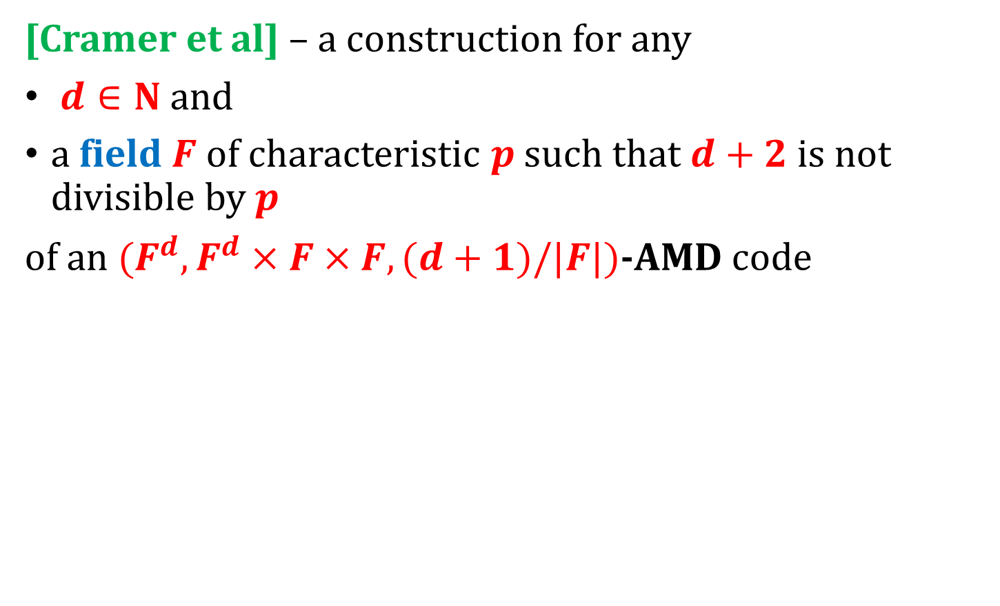 [Cramer et al] – a construction for any
• d ∈ N and
• a field F of characteristic p such that d + 2 is not
divisible by p
of an (F^d, F^d × F × F, (d + 1)/|F|)-AMD code